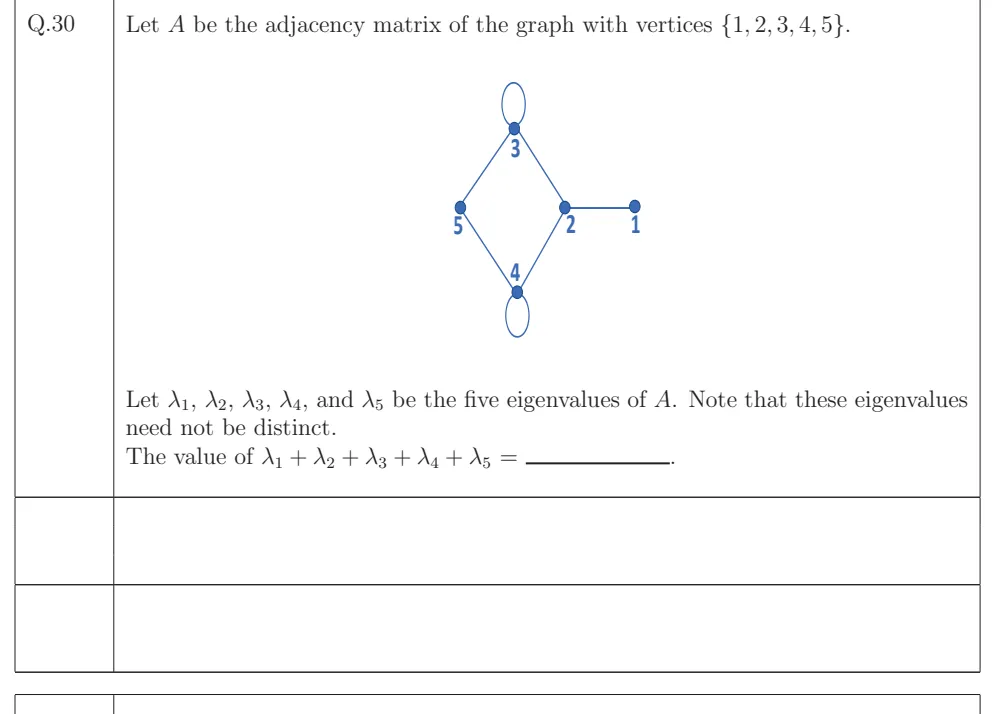 Q.30 Let A be the adjacency matrix of the graph with vertices {1, 2, 3, 4, 5}.
3
5 2 1
4
Let λ₁, λ₂, λ₃, λ₄, and λ₅ be the five eigenvalues of A. Note that these eigenvalues
need not be distinct.
The value of λ₁ + λ₂ + λ₃ + λ₄ + λ₅ = ________.